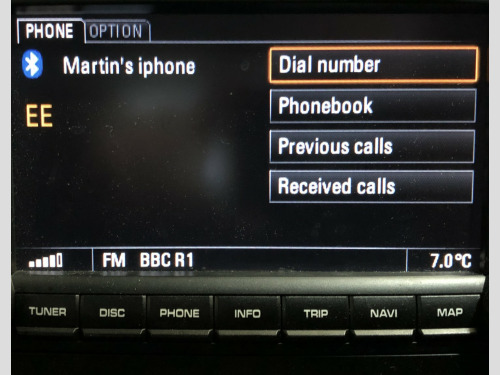 PHONE OPTION
Martin's iphone
EE
Dial number
Phonebook
Previous calls
Received calls
FM BBC R1 7.0°C
TUNER DISC PHONE INFO TRIP NAVI MAP